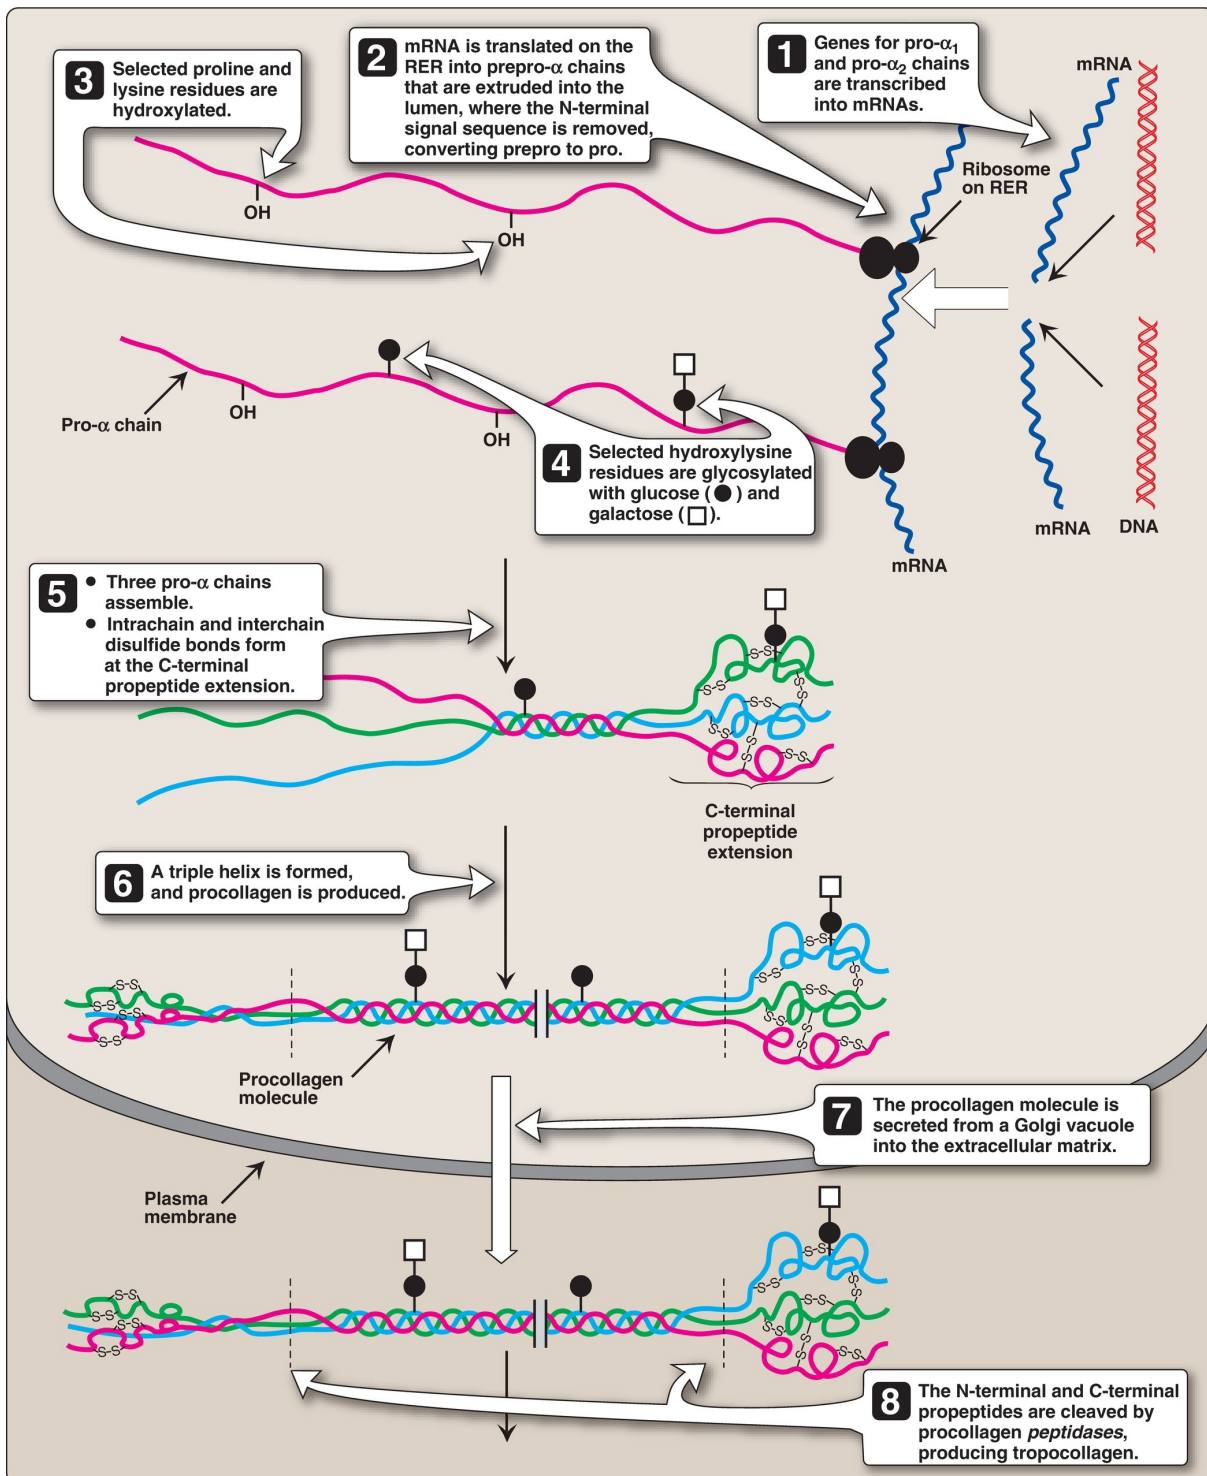 1
Genes for pro-α₁
and pro-α₂ chains
are transcribed
into mRNAs.
mRNA
2
mRNA is translated on the
RER into prepro-α chains
that are extruded into the
lumen, where the N-terminal
signal sequence is removed,
converting prepro to pro.
3
Selected proline and
lysine residues are
hydroxylated.
Ribosome
on RER
OH
OH
Pro-α chain
OH
OH
4
Selected hydroxylysine
residues are glycosylated
with glucose (●) and
galactose (□).
mRNA
DNA
mRNA
5
● Three pro-α chains
assemble.
● Intrachain and interchain
disulfide bonds form
at the C-terminal
propeptide extension.
-S-S-
-S-S-
S-S
-S-S-
S-S
S-S
-S-S-
C-terminal
propeptide
extension
6
A triple helix is formed,
and procollagen is produced.
-S-S-
-S-S-
S-S
-S-S-
-S-S-
-S-S-
S-S
-S-S-
S-S
-S-S-
Procollagen
molecule
7
The procollagen molecule is
secreted from a Golgi vacuole
into the extracellular matrix.
Plasma
membrane
-S-S-
-S-S-
S-S
-S-S-
-S-S-
-S-S-
S-S
-S-S-
S-S
-S-S-
8
The N-terminal and C-terminal
propeptides are cleaved by
procollagen peptidases,
producing tropocollagen.